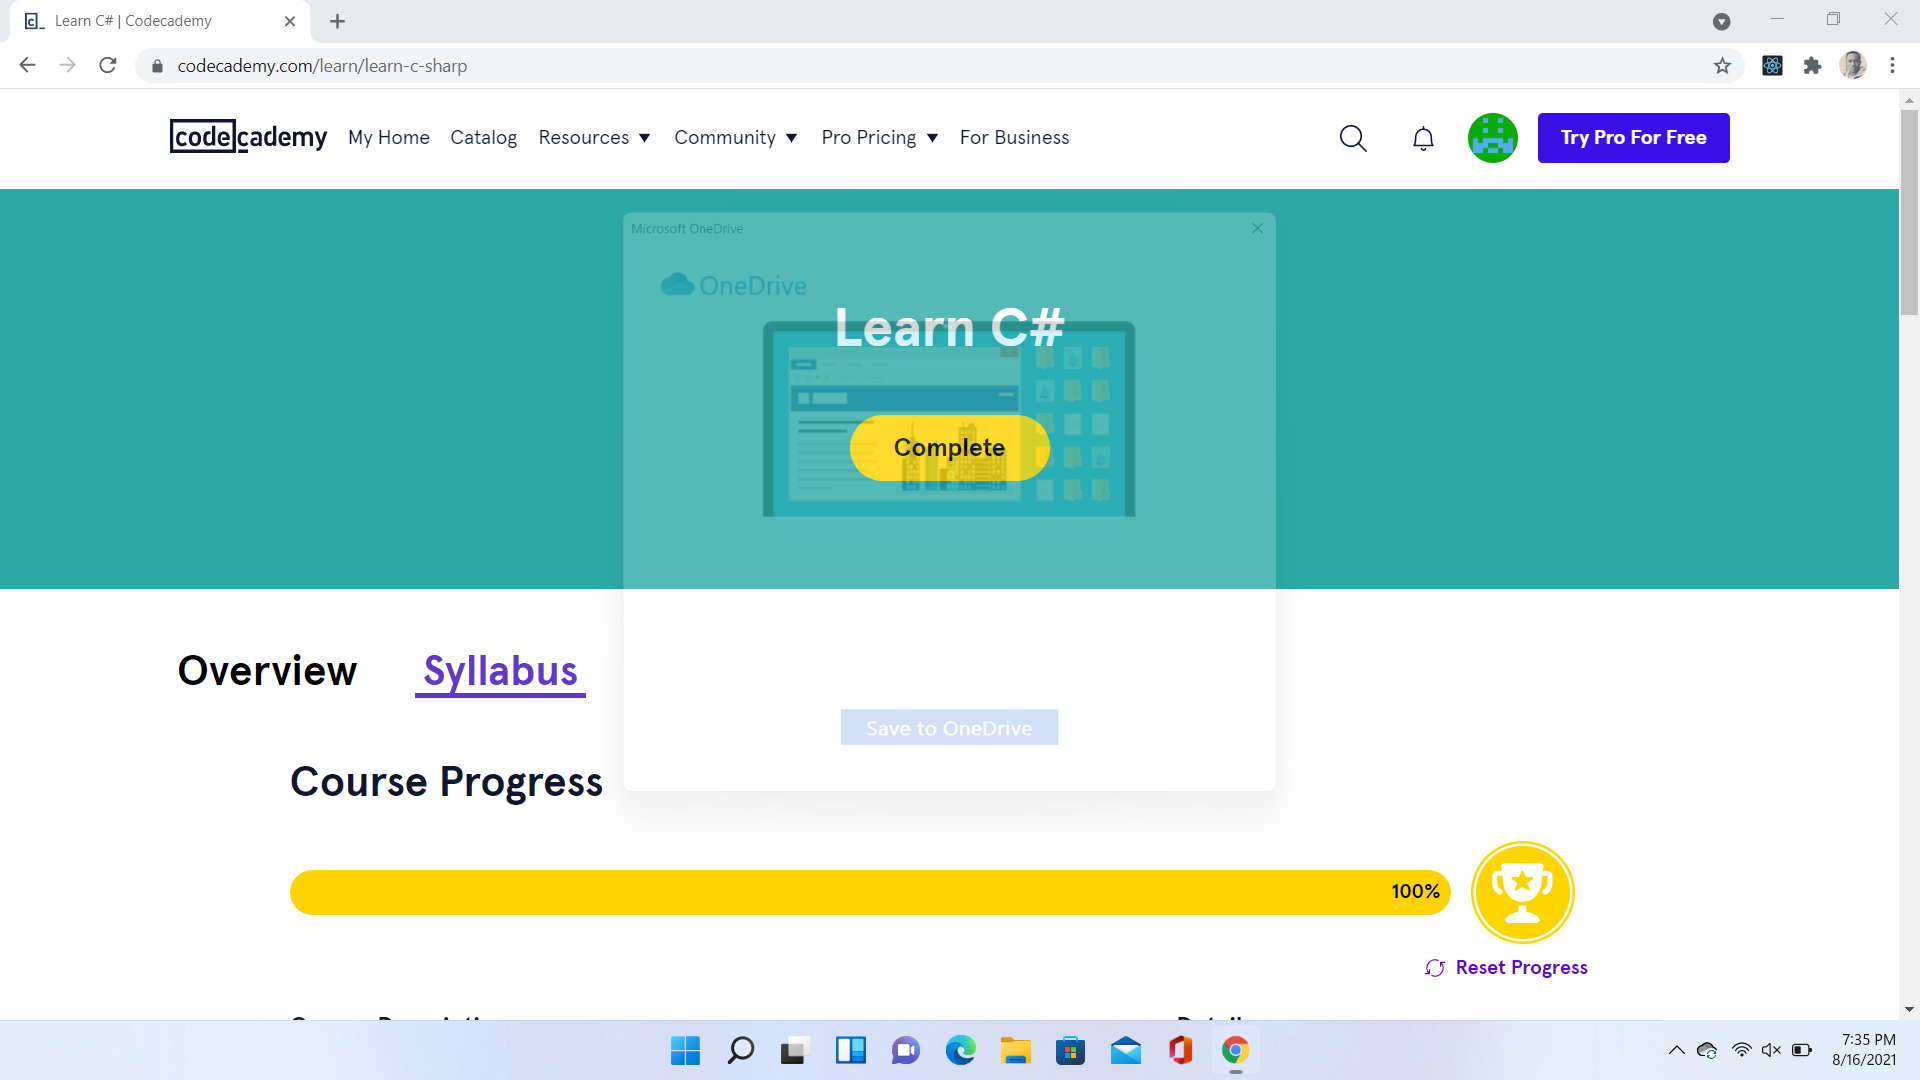 Learn C# | Codecademy
codecademy.com/learn/learn-c-sharp
codecademy My Home Catalog Resources Community Pro Pricing For Business Try Pro For Free
Microsoft OneDrive
OneDrive
Learn C#
Complete
Overview Syllabus
Save to OneDrive
Course Progress
100%
Reset Progress
7:35 PM
8/16/2021